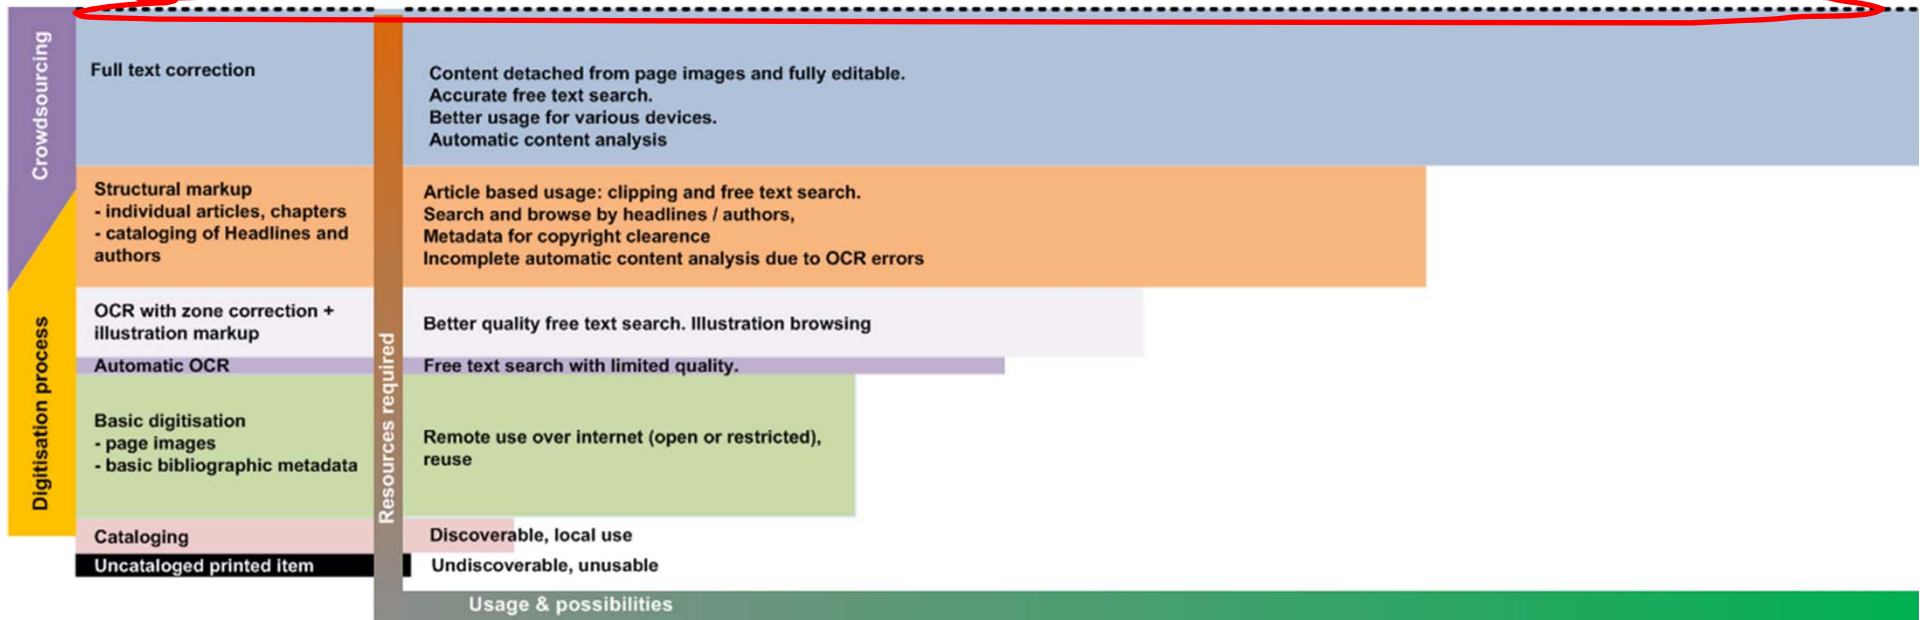 Crowdsourcing
Full text correction
Content detached from page images and fully editable.
Accurate free text search.
Better usage for various devices.
Automatic content analysis
Structural markup
- individual articles, chapters
- cataloging of Headlines and
authors
Article based usage: clipping and free text search.
Search and browse by headlines / authors,
Metadata for copyright clearence
Incomplete automatic content analysis due to OCR errors
Digitisation process
OCR with zone correction +
illustration markup
Better quality free text search. Illustration browsing
Automatic OCR
Free text search with limited quality.
Basic digitisation
- page images
- basic bibliographic metadata
Resources required
Remote use over internet (open or restricted),
reuse
Cataloging
Discoverable, local use
Uncataloged printed item
Undiscoverable, unusable
Usage & possibilities